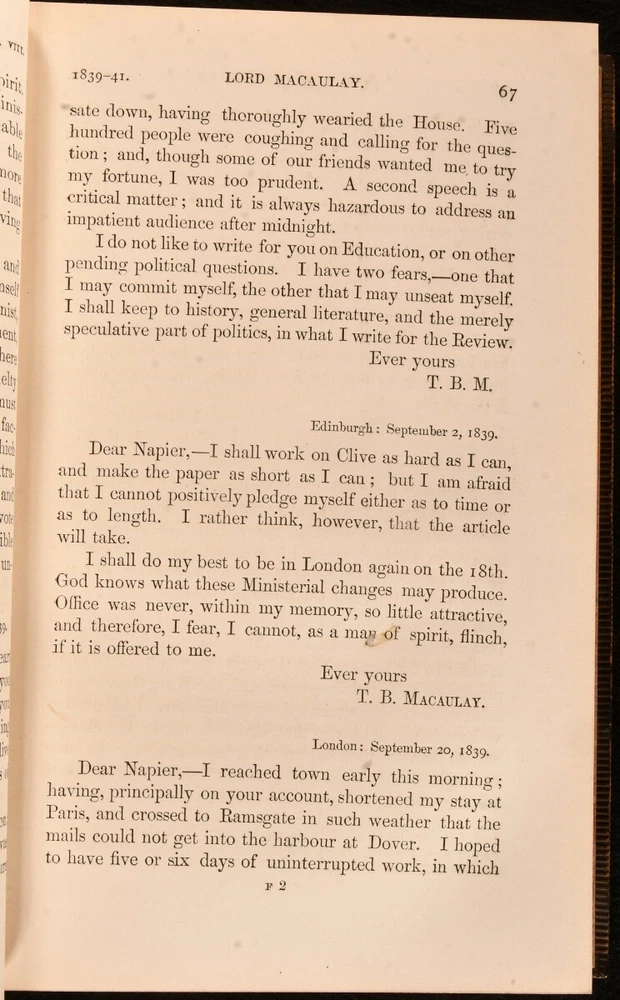 1839-41. LORD MACAULAY. 67
sate down, having thoroughly wearied the House. Five
hundred people were coughing and calling for the ques-
tion; and, though some of our friends wanted me to try
my fortune, I was too prudent. A second speech is a
critical matter; and it is always hazardous to address an
impatient audience after midnight.
I do not like to write for you on Education, or on other
pending political questions. I have two fears,—one that
I may commit myself, the other that I may unseat myself.
I shall keep to history, general literature, and the merely
speculative part of politics, in what I write for the Review.
Ever yours
T. B. M.
Edinburgh: September 2, 1839.
Dear Napier,—I shall work on Clive as hard as I can,
and make the paper as short as I can; but I am afraid
that I cannot positively pledge myself either as to time or
as to length. I rather think, however, that the article
will take.
I shall do my best to be in London again on the 18th.
God knows what these Ministerial changes may produce.
Office was never, within my memory, so little attractive,
and therefore, I fear, I cannot, as a man of spirit, flinch,
if it is offered to me.
Ever yours
T. B. MACAULAY.
London: September 20, 1839.
Dear Napier,—I reached town early this morning;
having, principally on your account, shortened my stay at
Paris, and crossed to Ramsgate in such weather that the
mails could not get into the harbour at Dover. I hoped
to have five or six days of uninterrupted work, in which
F 2